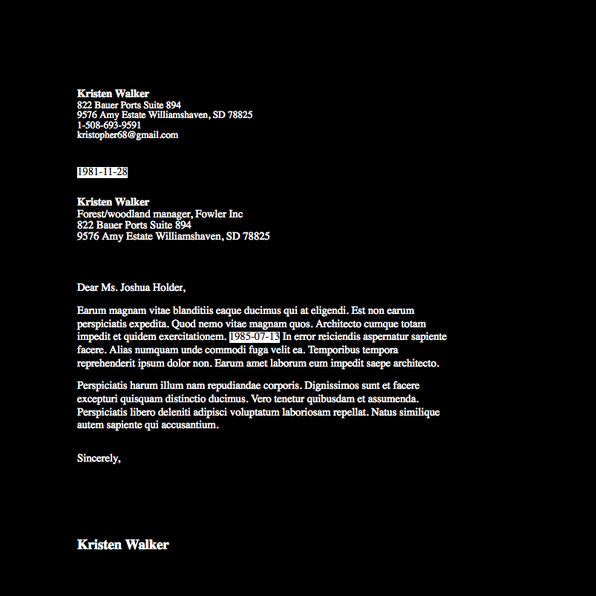 Kristen Walker
822 Bauer Ports Suite 894
9576 Amy Estate Williamshaven, SD 78825
1-508-693-9591
kristopher68@gmail.com
1981-11-28
Kristen Walker
Forest/woodland manager, Fowler Inc
822 Bauer Ports Suite 894
9576 Amy Estate Williamshaven, SD 78825
Dear Ms. Joshua Holder,
Earum magnam vitae blanditiis eaque ducimus qui at eligendi. Est non earum
perspiciatis expedita. Quod nemo vitae magnam quos. Architecto cumque totam
impedit et quidem exercitationem. 1985-07-13 In error reiciendis aspernatur sapiente
facere. Alias numquam unde commodi fuga velit ea. Temporibus tempora
reprehenderit ipsum dolor non. Earum amet laborum eum impedit saepe architecto.
Perspiciatis harum illum nam repudiandae corporis. Dignissimos sunt et facere
excepturi quisquam distinctio ducimus. Vero tenetur quibusdam et assumenda.
Perspiciatis libero deleniti adipisci voluptatum laboriosam repellat. Natus similique
autem sapiente qui accusantium.
Sincerely,
Kristen Walker